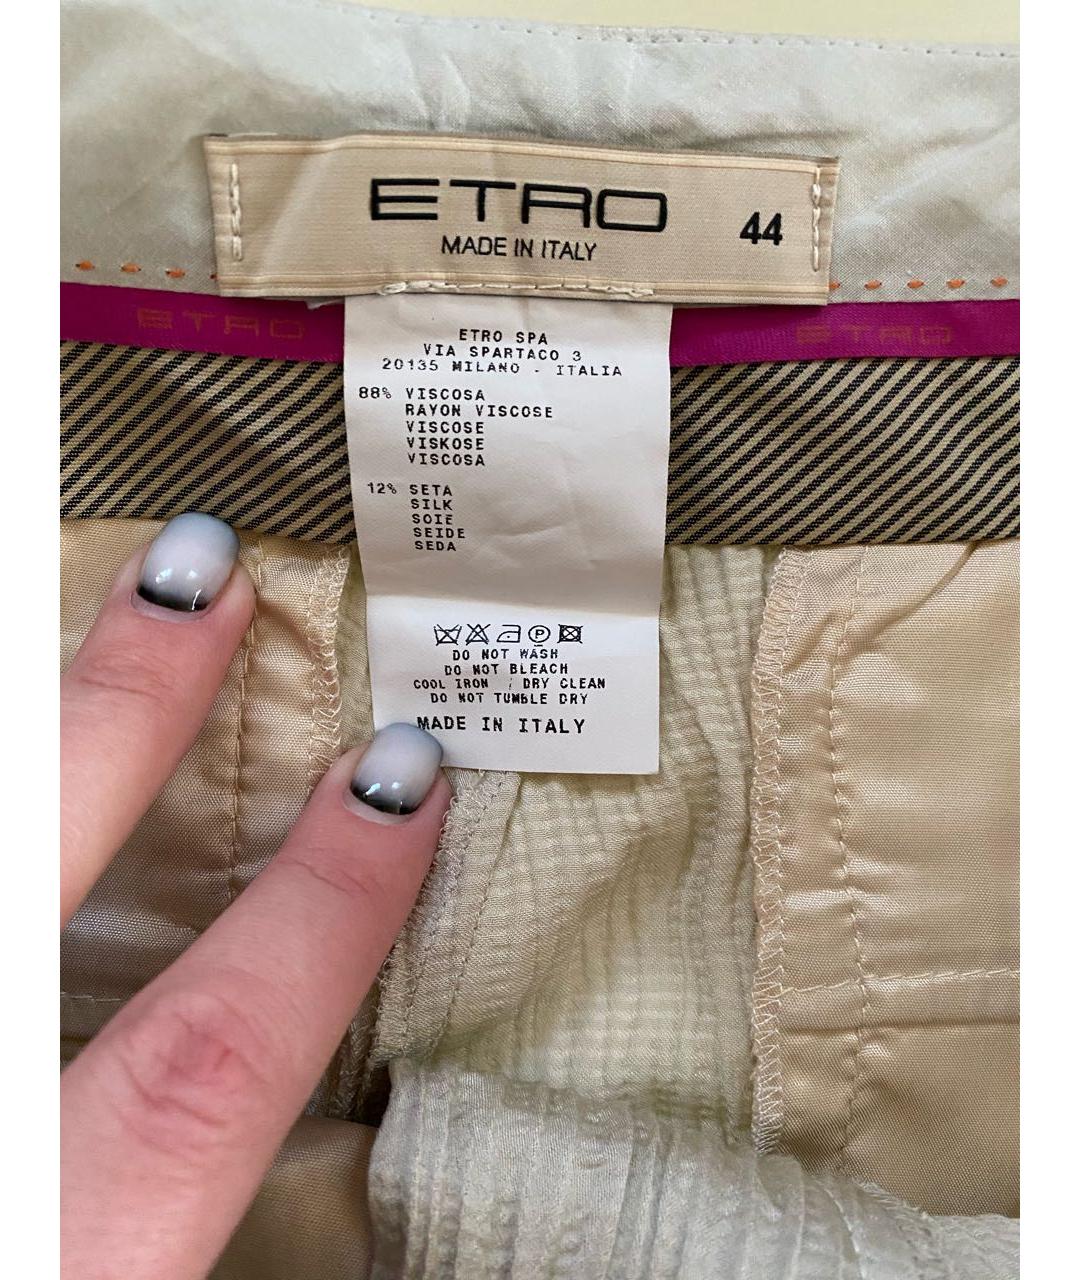 ETRO
MADE IN ITALY
44
ETRO
ETRO
ETRO SPA
VIA SPARTACO 3
20135 MILANO - ITALIA
88% VISCOSA
RAYON VISCOSE
VISCOSE
VISKOSE
VISCOSA
12% SETA
SILK
SOIE
SEIDE
SEDA
P
DO NOT WASH
DO NOT BLEACH
COOL IRON / DRY CLEAN
DO NOT TUMBLE DRY
MADE IN ITALY